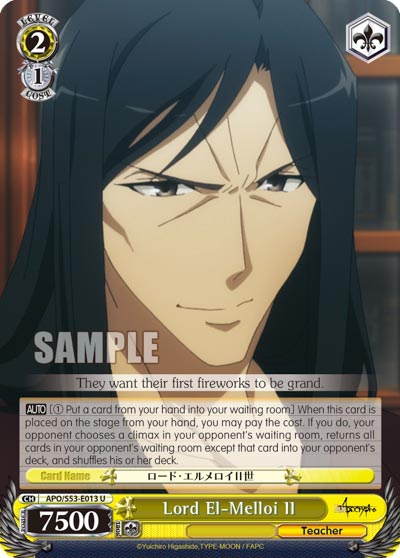 LEVEL
2
1
COST
SAMPLE
They want their first fireworks to be grand.
AUTO [① Put a card from your hand into your waiting room] When this card is
placed on the stage from your hand, you may pay the cost. If you do, your
opponent chooses a climax in your opponent's waiting room, returns all
cards in your opponent's waiting room except that card into your opponent's
deck, and shuffles his or her deck.
Card Name ロード・エルメロイII世
CH APO/S53-E013 U
POWER 7500 SOUL Lord El-Melloi II Apocrypha
Teacher
©Yuichiro Higashide,TYPE-MOON / FAPC